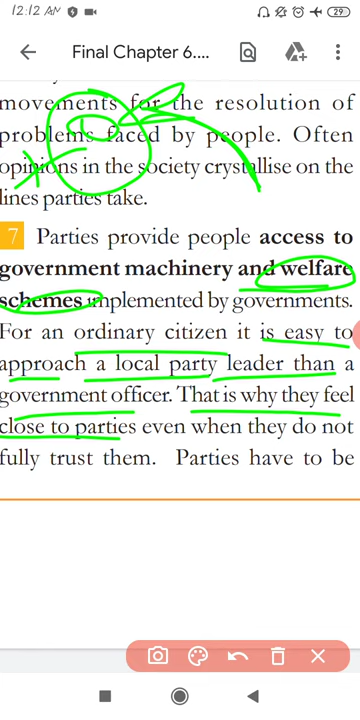 12:12 AM
29
Final Chapter 6....
movements for the resolution of
problems faced by people. Often
opinions in the society crystallise on the
lines parties take.
7 Parties provide people access to
government machinery and welfare
schemes implemented by governments.
For an ordinary citizen it is easy to
approach a local party leader than a
government officer. That is why they feel
close to parties even when they do not
fully trust them. Parties have to be